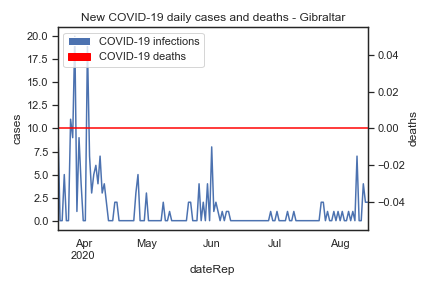 New COVID-19 daily cases and deaths - Gibraltar
COVID-19 infections
COVID-19 deaths
20.0
17.5
15.0
12.5
10.0
7.5
5.0
2.5
0.0
cases
0.04
0.02
0.00
−0.02
−0.04
deaths
Apr
2020
May
Jun
Jul
Aug
dateRep